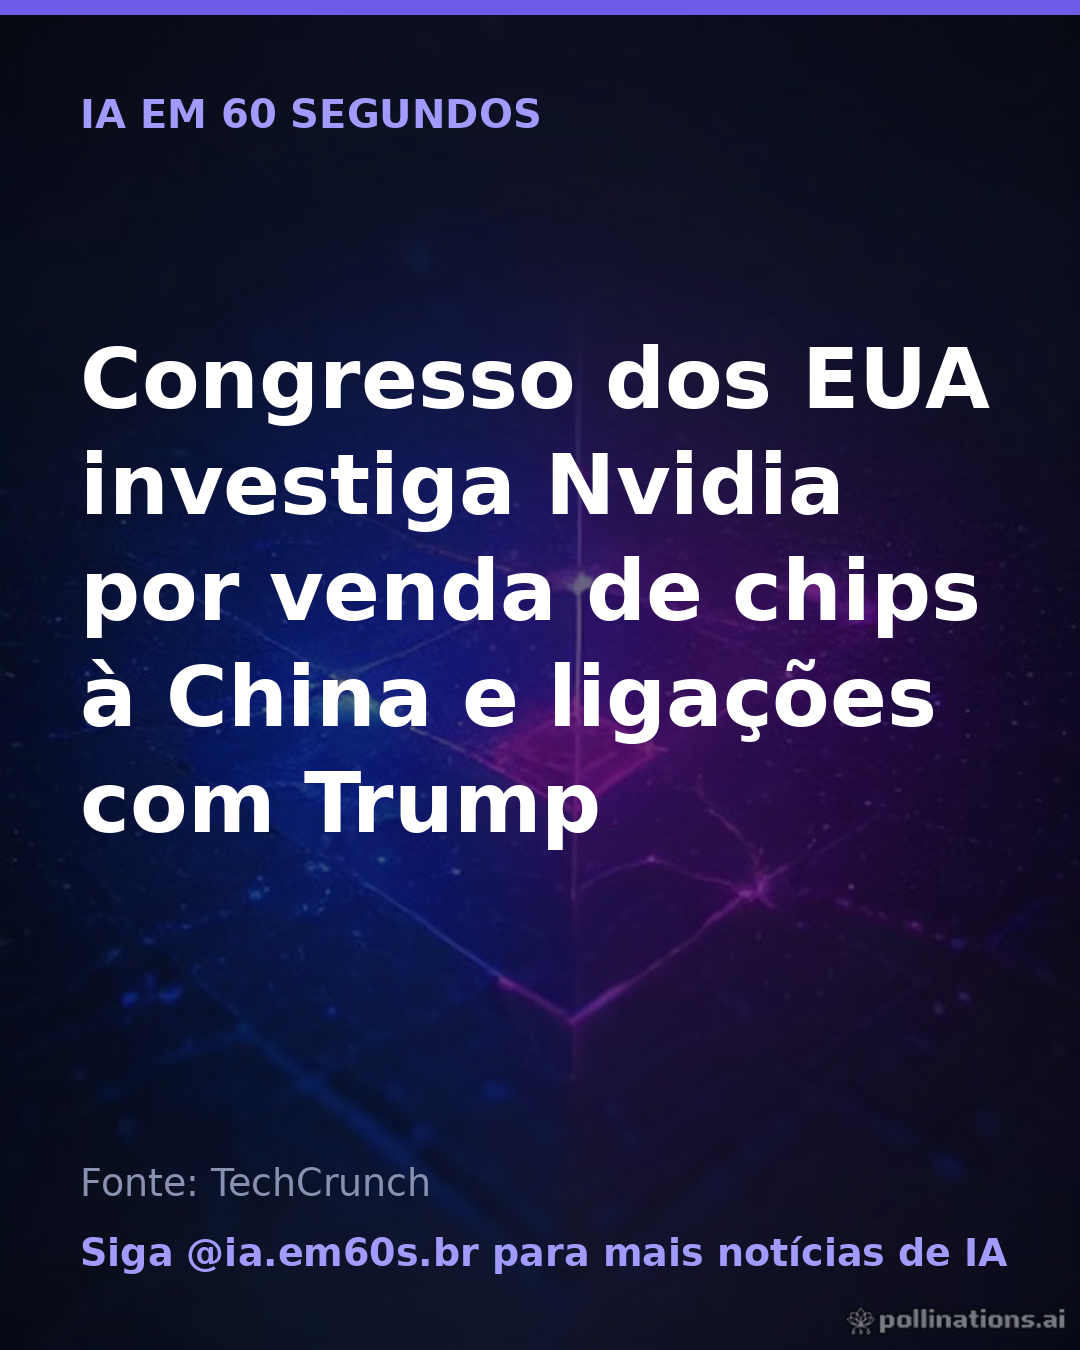 IA EM 60 SEGUNDOS
Congresso dos EUA
investiga Nvidia
por venda de chips
à China e ligações
com Trump
Fonte: TechCrunch
Siga @ia.em60s.br para mais notícias de IA
pollinations.ai